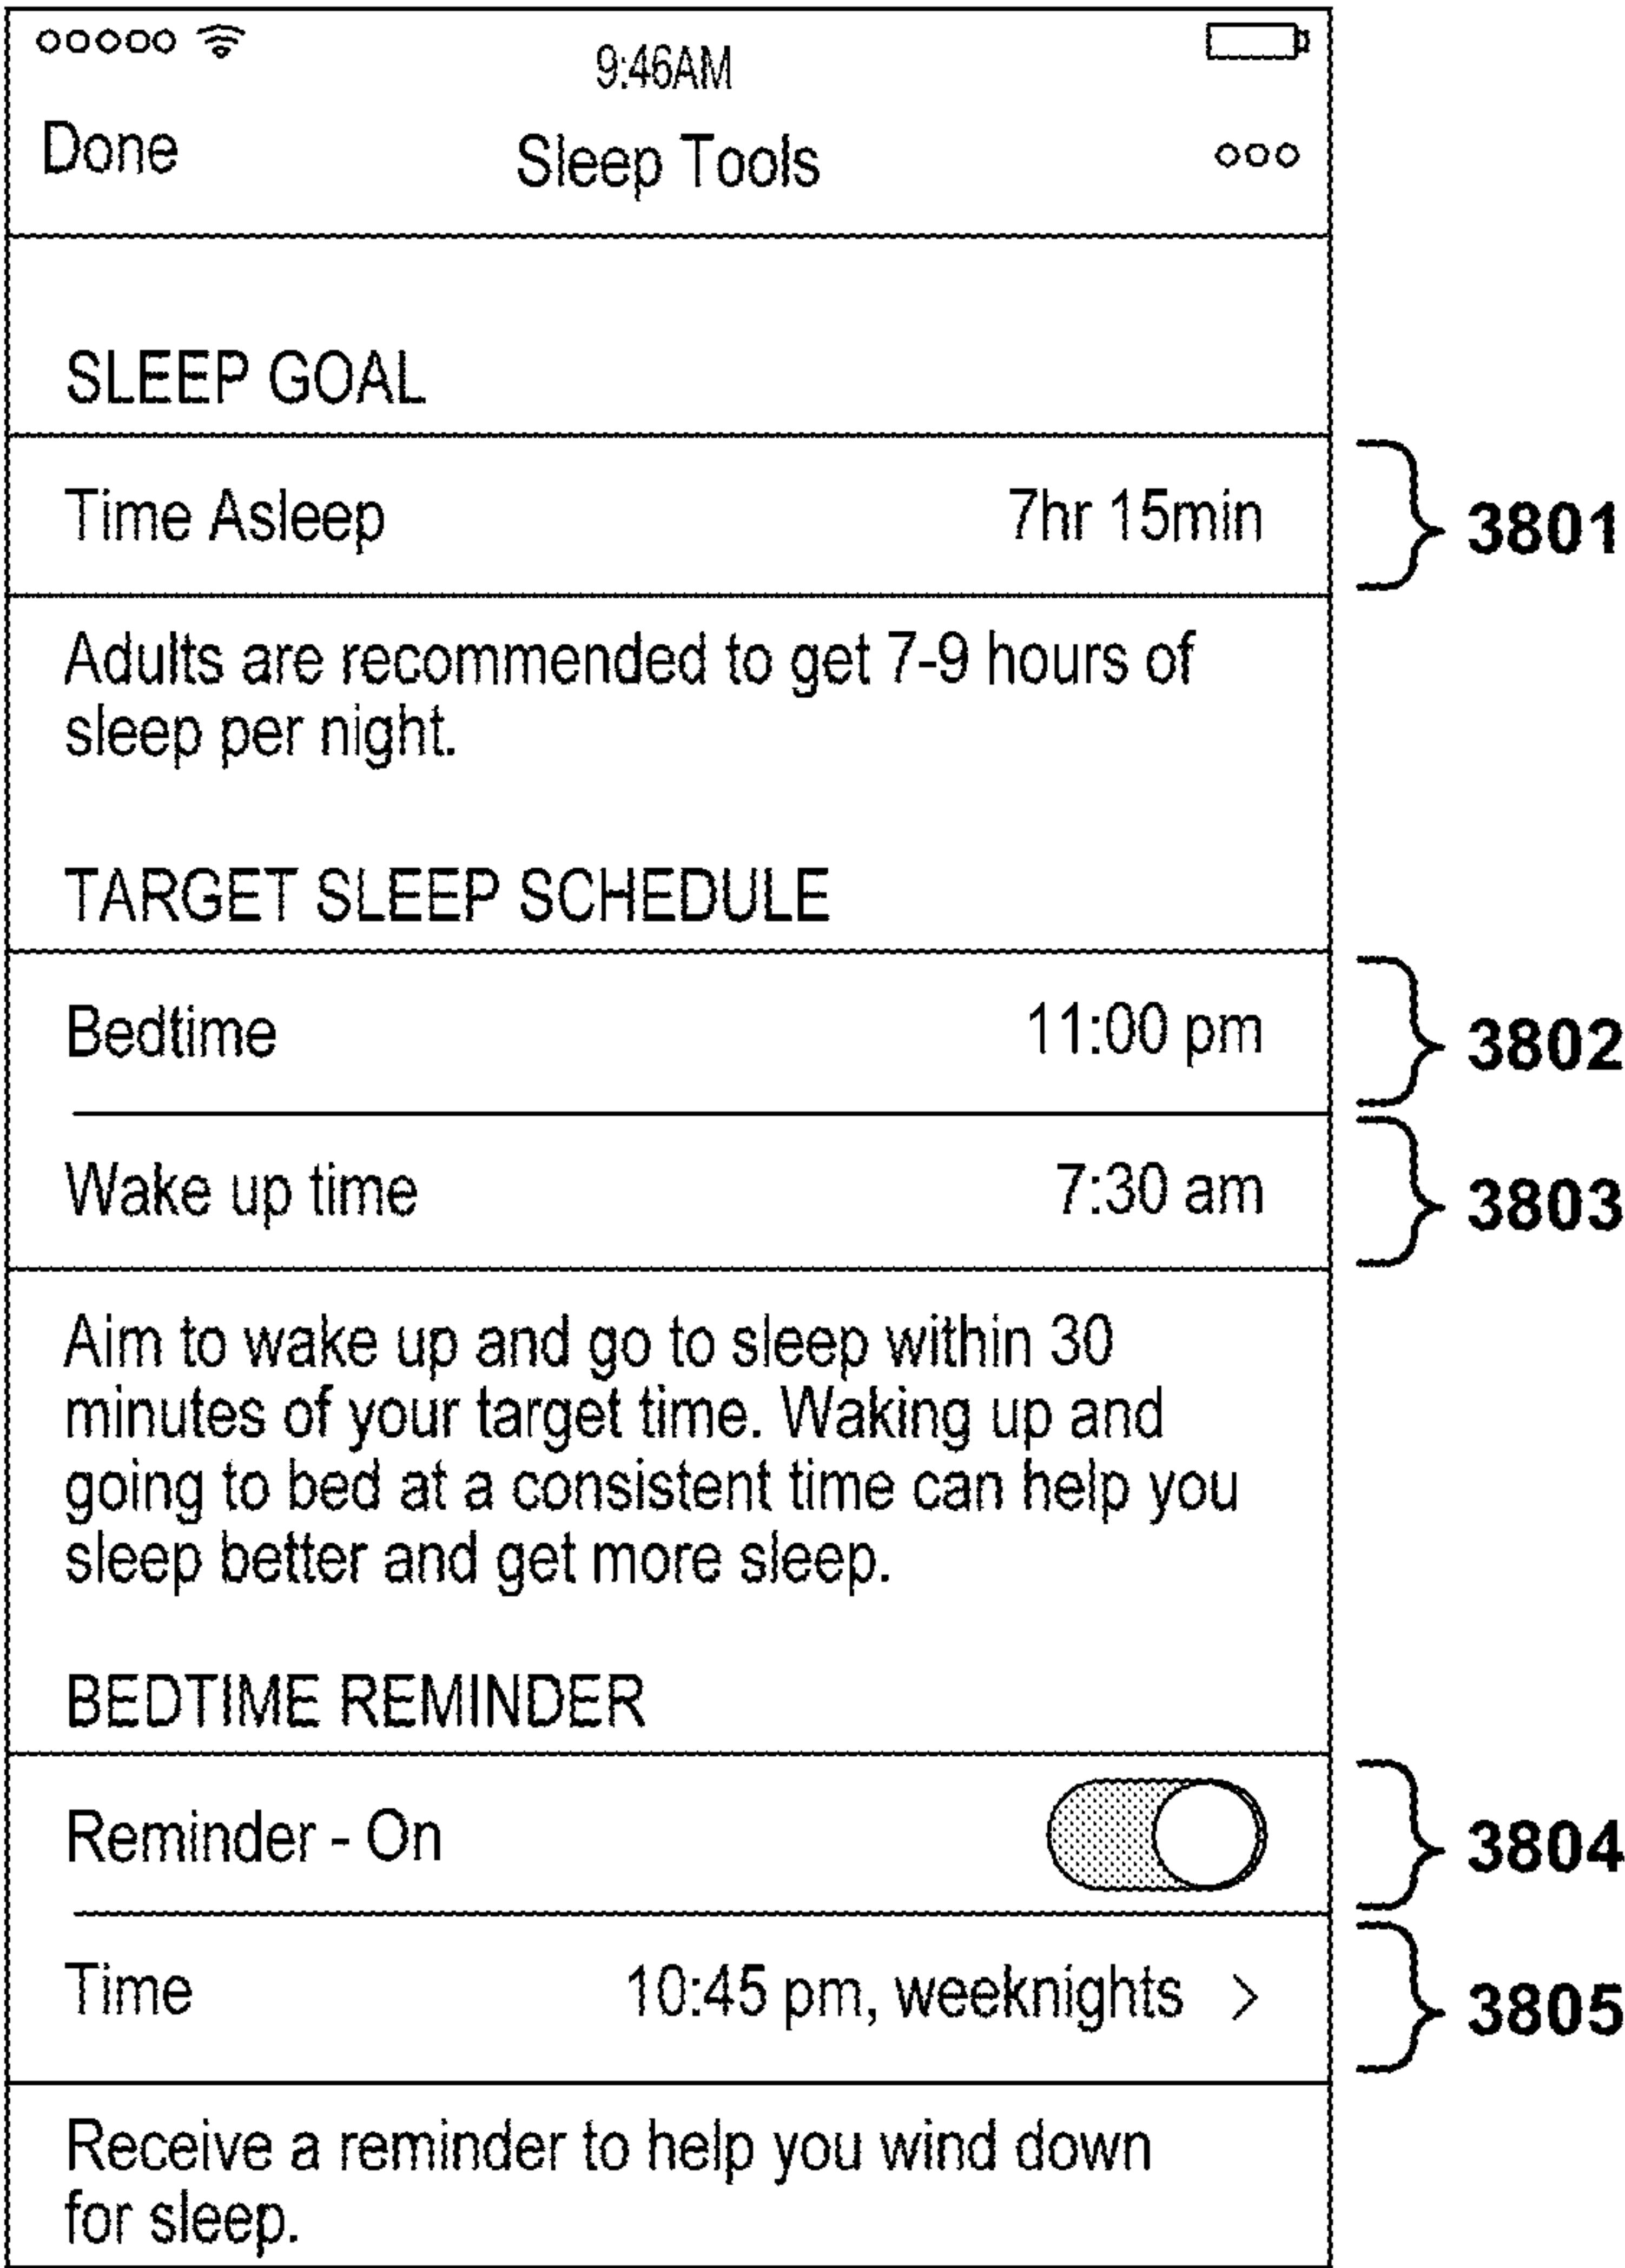 9:46AM
Done Sleep Tools
SLEEP GOAL
Time Asleep 7hr 15min 3801
Adults are recommended to get 7-9 hours of
sleep per night.
TARGET SLEEP SCHEDULE
Bedtime 11:00 pm 3802
Wake up time 7:30 am 3803
Aim to wake up and go to sleep within 30
minutes of your target time. Waking up and
going to bed at a consistent time can help you
sleep better and get more sleep.
BEDTIME REMINDER
Reminder - On 3804
Time 10:45 pm, weeknights > 3805
Receive a reminder to help you wind down
for sleep.